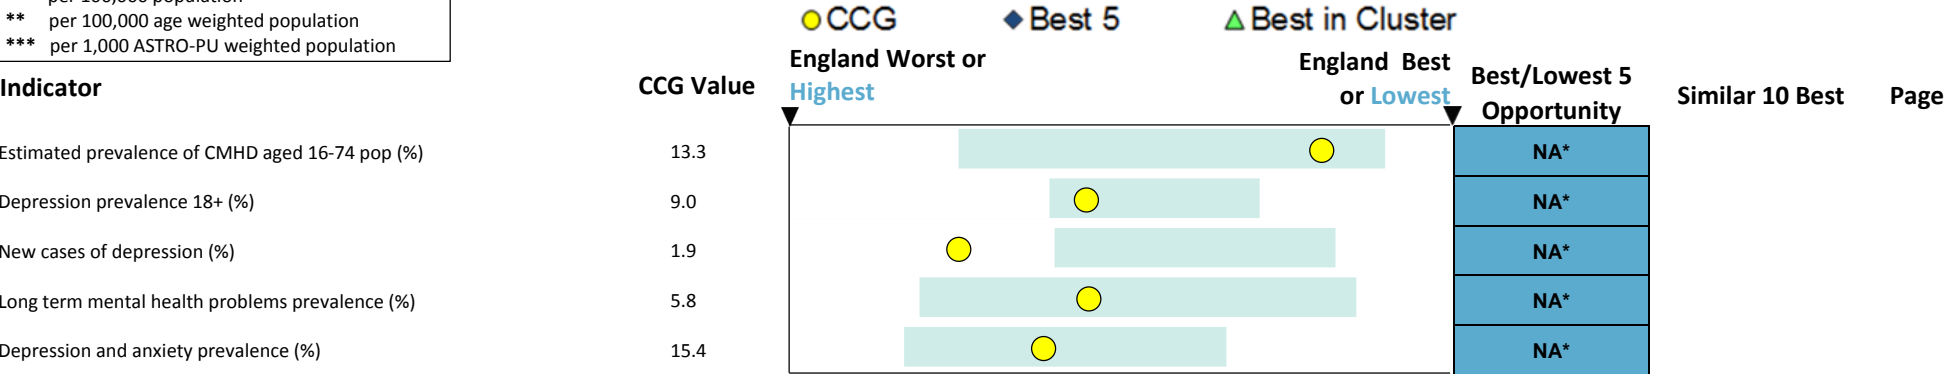 ** per 100,000 age weighted population
*** per 1,000 ASTRO-PU weighted population
CCG Best 5 Best in Cluster
Indicator
CCG Value
England Worst or
Highest
England Best
or Lowest
Best/Lowest 5
Opportunity
Similar 10 Best
Page
Estimated prevalence of CMHD aged 16-74 pop (%) 13.3 NA*
Depression prevalence 18+ (%) 9.0 NA*
New cases of depression (%) 1.9 NA*
Long term mental health problems prevalence (%) 5.8 NA*
Depression and anxiety prevalence (%) 15.4 NA*